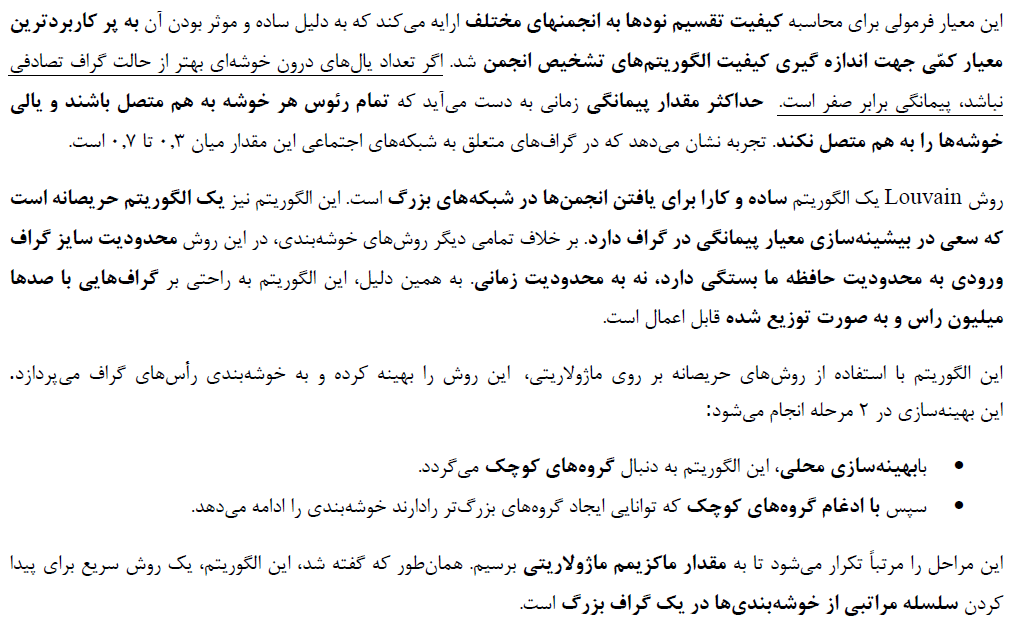 این معیار فرمولی برای محاسبه کیفیت تقسیم نودها به انجمنهای مختلف ارایه می‌کند که به دلیل ساده و موثر بودن آن به پر کاربردترین
معیار کمّی جهت اندازه گیری کیفیت الگوریتم‌های تشخیص انجمن شد. اگر تعداد یال‌های درون خوشه‌ای بهتر از حالت گراف تصادفی
نباشد، پیمانگی برابر صفر است. حداکثر مقدار پیمانگی زمانی به دست می‌آید که تمام رئوس هر خوشه به هم متصل باشند و یالی
خوشه‌ها را به هم متصل نکند. تجربه نشان می‌دهد که در گراف‌های متعلق به شبکه‌های اجتماعی این مقدار میان ۰٫۳ تا ۰٫۷ است.
روش Louvain یک الگوریتم ساده و کارا برای یافتن انجمن‌ها در شبکه‌های بزرگ است. این الگوریتم نیز یک الگوریتم حریصانه است
که سعی در بیشینه‌سازی معیار پیمانگی در گراف دارد. بر خلاف تمامی دیگر روش‌های خوشه‌بندی، در این روش محدودیت سایز گراف
ورودی به محدودیت حافظه ما بستگی دارد، نه به محدودیت زمانی. به همین دلیل، این الگوریتم به راحتی بر گراف‌هایی با صدها
میلیون راس و به صورت توزیع شده قابل اعمال است.
این الگوریتم با استفاده از روش‌های حریصانه بر روی ماژولاریتی، این روش را بهینه کرده و به خوشه‌بندی رأس‌های گراف می‌پردازد.
این بهینه‌سازی در ۲ مرحله انجام می‌شود:
• بابهینه‌سازی محلی، این الگوریتم به دنبال گروه‌های کوچک می‌گردد.
• سپس با ادغام گروه‌های کوچک که توانایی ایجاد گروه‌های بزرگ‌تر رادارند خوشه‌بندی را ادامه می‌دهد.
این مراحل را مرتباً تکرار می‌شود تا به مقدار ماکزیمم ماژولاریتی برسیم. همان‌طور که گفته شد، این الگوریتم، یک روش سریع برای پیدا
کردن سلسله مراتبی از خوشه‌بندی‌ها در یک گراف بزرگ است.